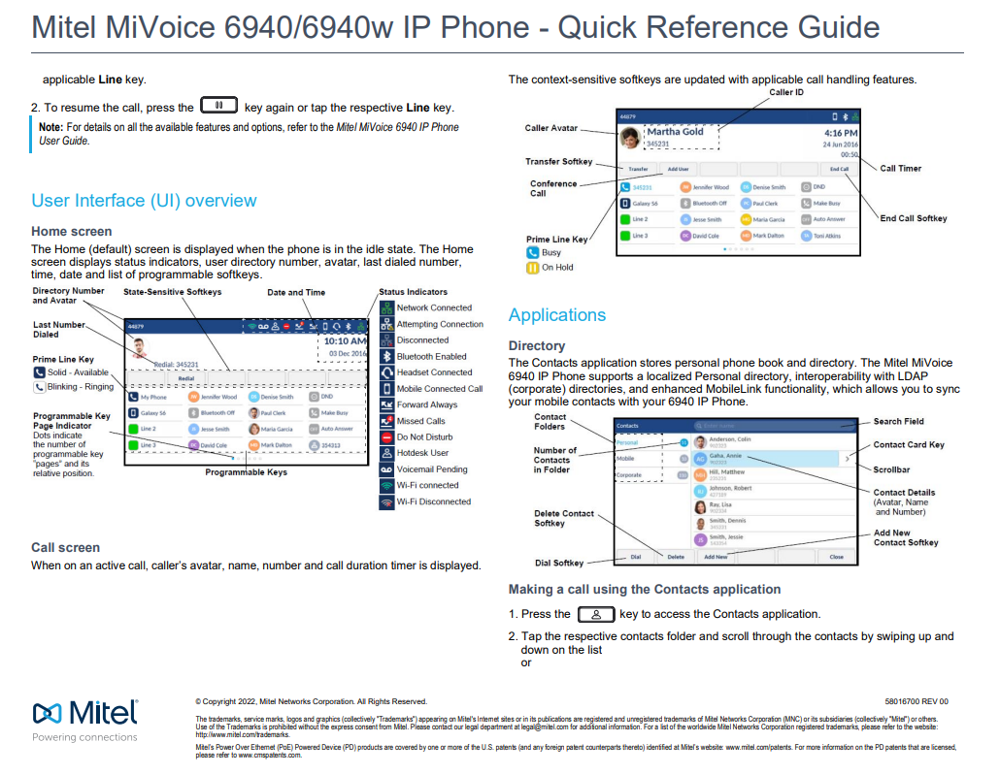 Mitel MiVoice 6940/6940w IP Phone - Quick Reference Guide
applicable Line key.
2. To resume the call, press the key again or tap the respective Line key.
Note: For details on all the available features and options, refer to the Mitel MiVoice 6940 IP Phone
User Guide.
User Interface (UI) overview
Home screen
The Home (default) screen is displayed when the phone is in the idle state. The Home
screen displays status indicators, user directory number, avatar, last dialed number,
time, date and list of programmable softkeys.
Directory Number
and Avatar
State-Sensitive Softkeys
Date and Time
Status Indicators
Last Number
Dialed
Prime Line Key
Solid - Available
Blinking - Ringing
Programmable Key
Page Indicator
Dots indicate
the number of
programmable key
"pages" and its
relative position.
44879
10:10 AM
03 Dec 2016
Redial: 345231
Redial
My Phone Jennifer Wood Denise Smith DND
Galaxy S6 Bluetooth Off Paul Clerk Make Busy
Line 2 Jesse Smith Maria Garcia Auto Answer
Line 3 David Cole Mark Dalton 354313
Programmable Keys
Network Connected
Attempting Connection
Disconnected
Bluetooth Enabled
Headset Connected
Mobile Connected Call
Forward Always
Missed Calls
Do Not Disturb
Hotdesk User
Voicemail Pending
Wi-Fi connected
Wi-Fi Disconnected
Call screen
When on an active call, caller's avatar, name, number and call duration timer is displayed.
The context-sensitive softkeys are updated with applicable call handling features.
Caller ID
Caller Avatar
Transfer Softkey
Conference
Call
Prime Line Key
Busy
On Hold
44879
Martha Gold
345231
4:16 PM
24 Jun 2016
00:50
Transfer Add User End Call
345231 Jennifer Wood Denise Smith DND
Galaxy S6 Bluetooth Off Paul Clerk Make Busy
Line 2 Jesse Smith Maria Garcia Auto Answer
Line 3 David Cole Mark Dalton Toni Atkins
Call Timer
End Call Softkey
Applications
Directory
The Contacts application stores personal phone book and directory. The Mitel MiVoice
6940 IP Phone supports a localized Personal directory, interoperability with LDAP
(corporate) directories, and enhanced MobileLink functionality, which allows you to sync
your mobile contacts with your 6940 IP Phone.
Contact
Folders
Number of
Contacts
in Folder
Delete Contact
Softkey
Dial Softkey
Contacts
Personal
Mobile
Corporate
Anderson, Colin
Gaha, Annie
Hill, Matthew
Johnson, Robert
Ray, Lisa
Smith, Dennis
Smith, Jessie
Dial Delete Add New Close
Search Field
Contact Card Key
Scrollbar
Contact Details
(Avatar, Name
and Number)
Add New
Contact Softkey
Making a call using the Contacts application
1. Press the key to access the Contacts application.
2. Tap the respective contacts folder and scroll through the contacts by swiping up and
down on the list
or
Mitel
Powering connections
© Copyright 2022, Mitel Networks Corporation. All Rights Reserved.
58016700 REV 00
The trademarks, service marks, logos and graphics (collectively "Trademarks") appearing on Mitel's Internet sites or in its publications are registered and unregistered trademarks of Mitel Networks Corporation (MNC) or its subsidiaries (collectively "Mitel") or others.
Use of the Trademarks is prohibited without the express consent from Mitel. Please contact our legal department at legal@mitel.com for additional information. For a list of the worldwide Mitel Networks Corporation registered trademarks, please refer to the website:
http://www.mitel.com/trademarks.
Mitel's Power Over Ethernet (PoE) Powered Device (PD) products are covered by one or more of the U.S. patents (and any foreign patent counterparts thereto) identified at Mitel's website: www.mitel.com/patents. For more information on the PD patents that are licensed,
please refer to www.cmspatents.com.